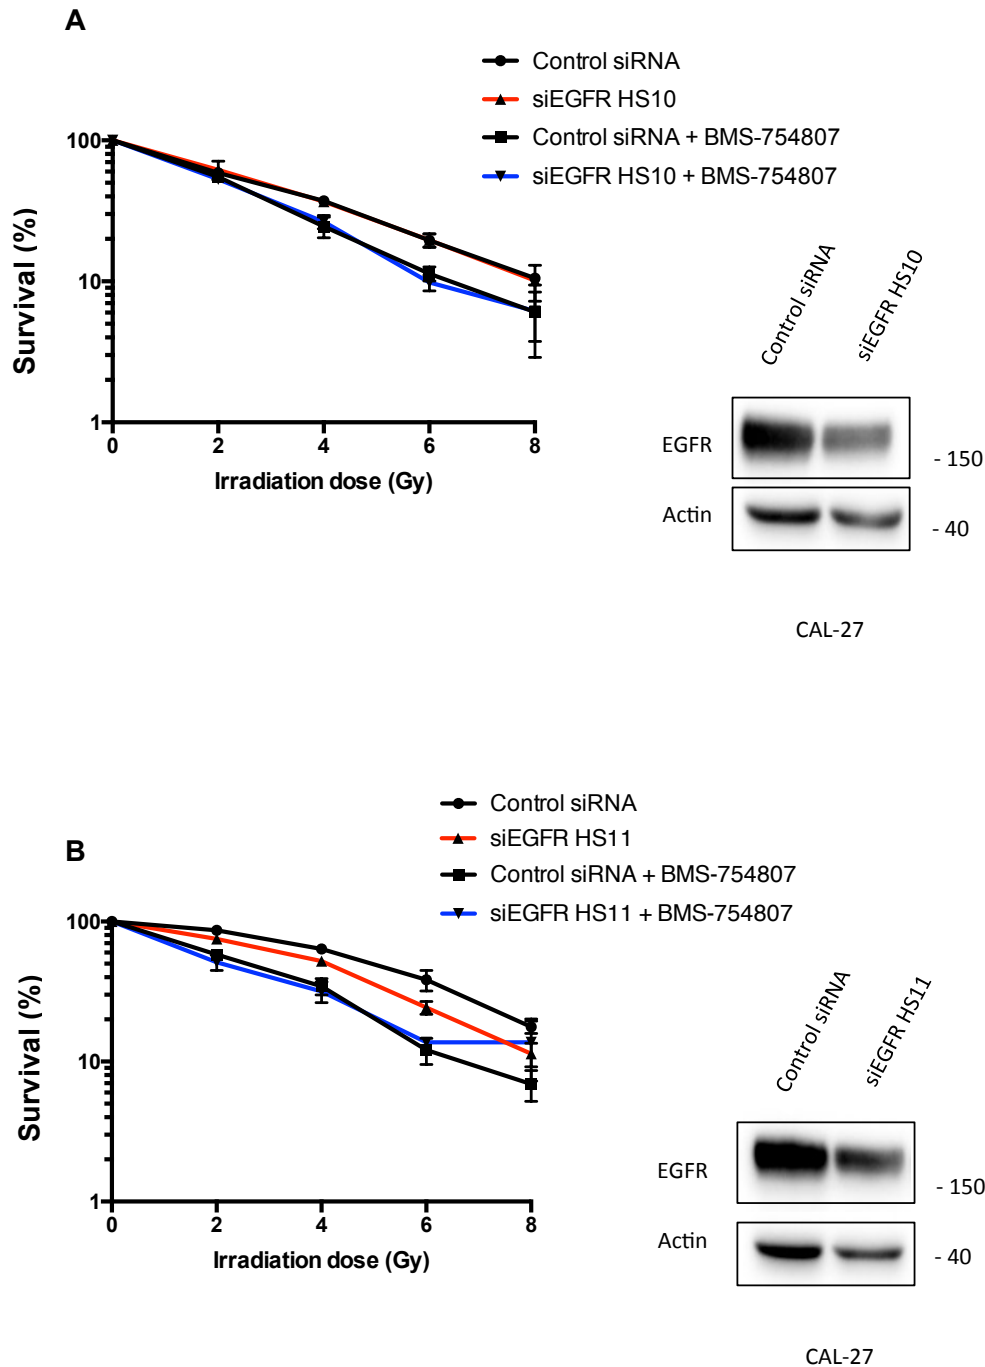 A
Control siRNA
siEGFR HS10
Control siRNA + BMS-754807
siEGFR HS10 + BMS-754807
100
10
1
Survival (%)
0 2 4 6 8
Irradiation dose (Gy)
Control siRNA
siEGFR HS10
EGFR
- 150
Actin
- 40
CAL-27
B
Control siRNA
siEGFR HS11
Control siRNA + BMS-754807
siEGFR HS11 + BMS-754807
100
10
1
Survival (%)
0 2 4 6 8
Irradiation dose (Gy)
Control siRNA
siEGFR HS11
EGFR
- 150
Actin
- 40
CAL-27